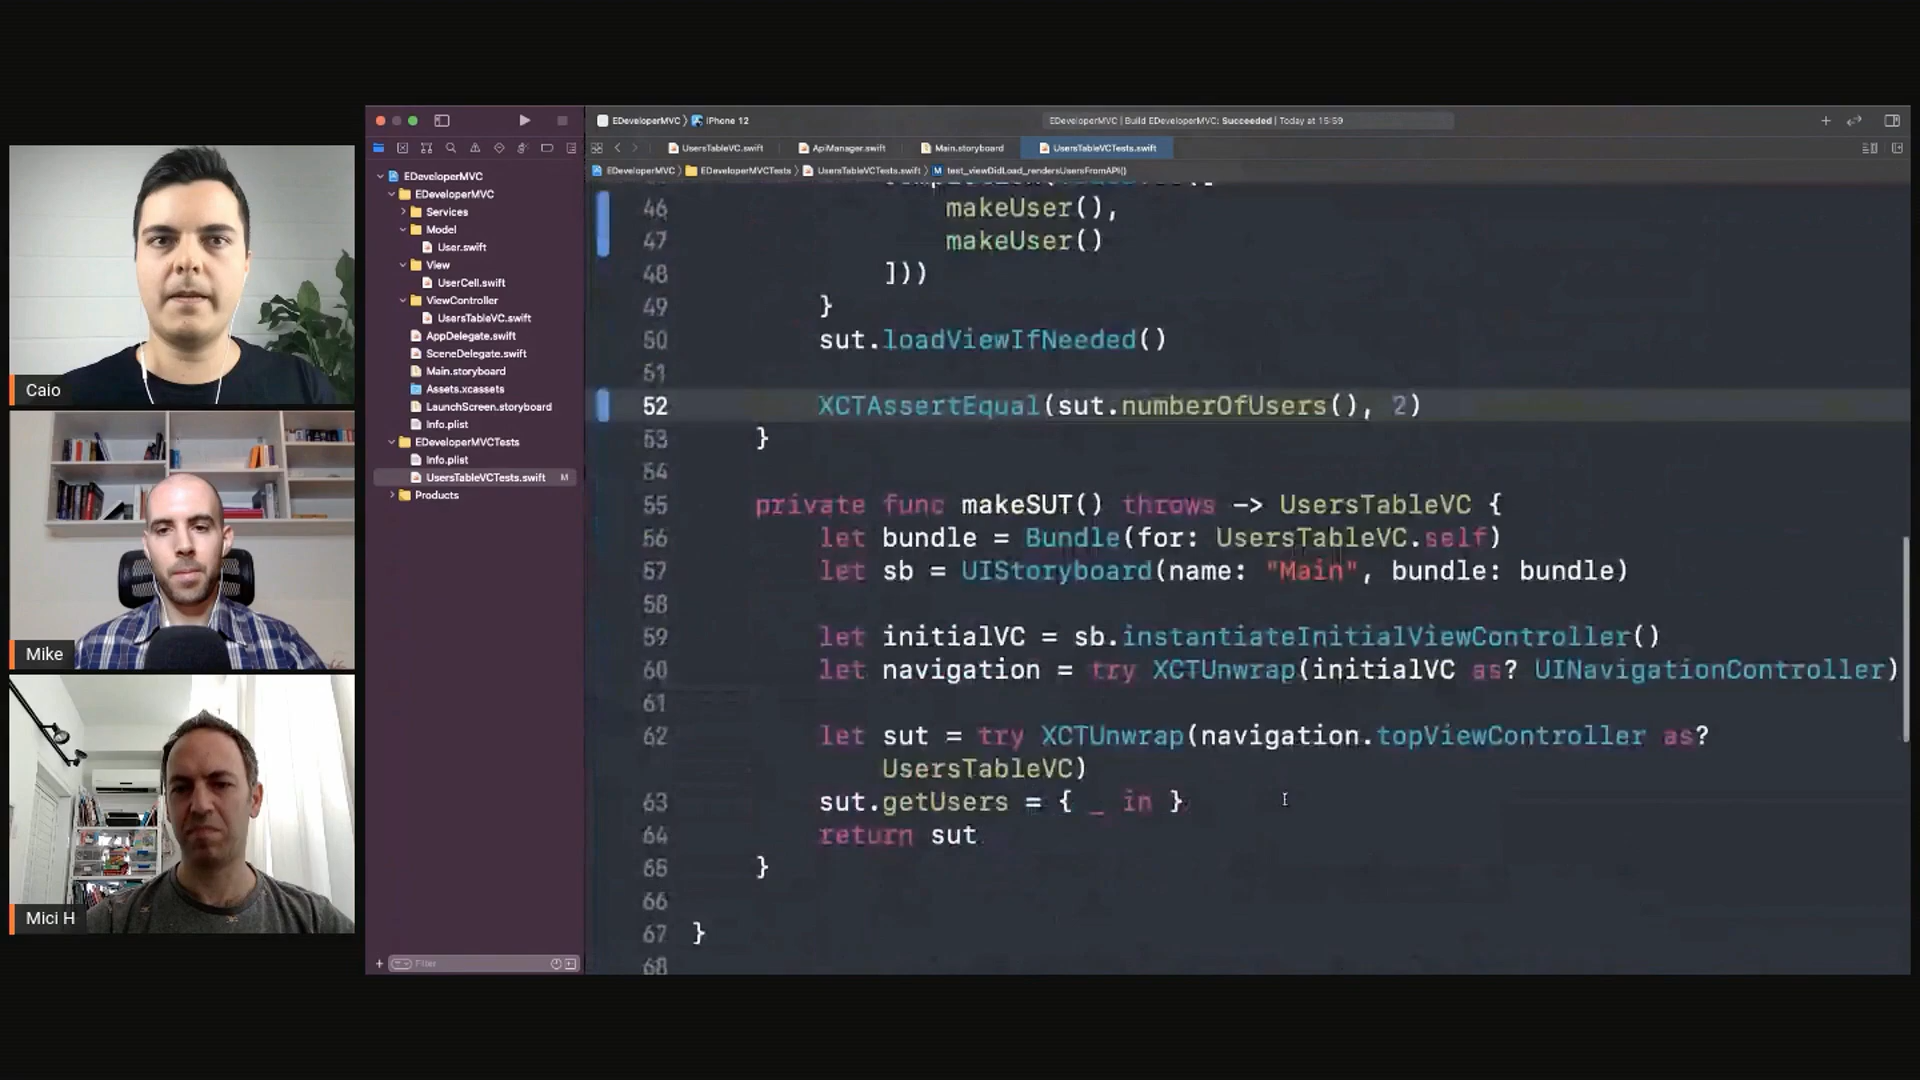 Caio
Mike
Mici H
EDeveloperMVC
iPhone 12
EDeveloperMVC | Build EDeveloperMVC: Succeeded | Today at 15:59
UsersTableVC.swift
ApiManager.swift
Main.storyboard
UsersTableVCTests.swift
EDeveloperMVC
EDeveloperMVCTests
UsersTableVCTests.swift
M test_viewDidLoad_rendersUsersFromAPI()
EDeveloperMVC
EDeveloperMVC
Services
Model
User.swift
View
UserCell.swift
ViewController
UsersTableVC.swift
AppDelegate.swift
SceneDelegate.swift
Main.storyboard
Assets.xcassets
LaunchScreen.storyboard
Info.plist
EDeveloperMVCTests
Info.plist
UsersTableVCTests.swift M
Products
Filter
46 makeUser(),
47 makeUser()
48 ]))
49 }
50 sut.loadViewIfNeeded()
51
52 XCTAssertEqual(sut.numberOfUsers(), 2)
53 }
54
55 private func makeSUT() throws -> UsersTableVC {
56 let bundle = Bundle(for: UsersTableVC.self)
57 let sb = UIStoryboard(name: "Main", bundle: bundle)
58
59 let initialVC = sb.instantiateInitialViewController()
60 let navigation = try XCTUnwrap(initialVC as? UINavigationController)
61
62 let sut = try XCTUnwrap(navigation.topViewController as?
UsersTableVC)
63 sut.getUsers = { _ in }
64 return sut
65 }
66
67 }
68